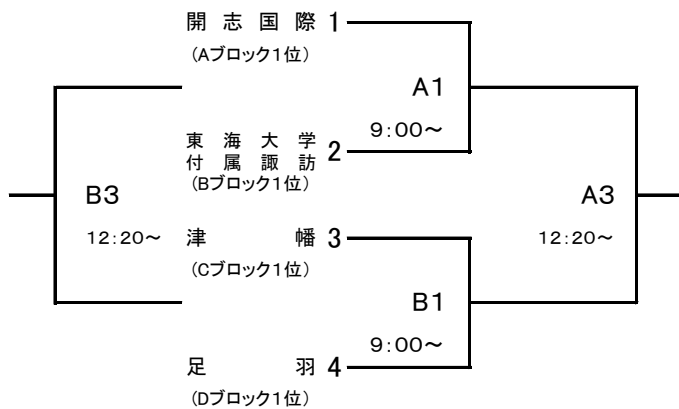 開志国際 1
(Aブロック1位)
A1
9:00～
東海大学
付属諏訪 2
(Bブロック1位)
B3
12:20～
A3
12:20～
津幡 3
(Cブロック1位)
B1
9:00～
足羽 4
(Dブロック1位)